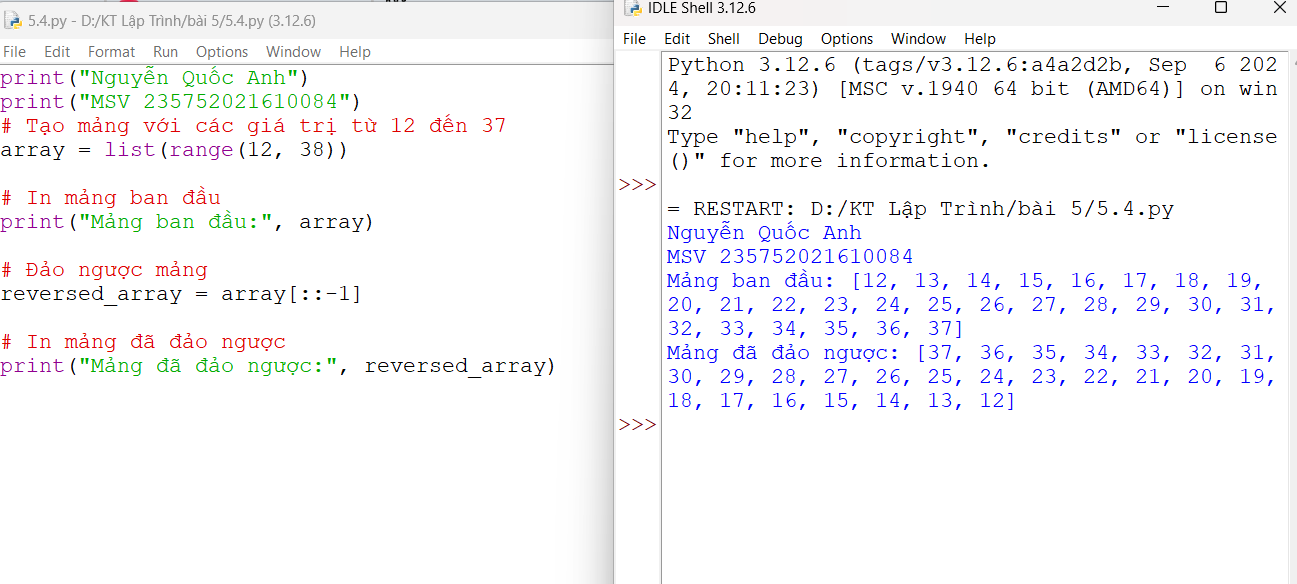 5.4.py - D:/KT Lập Trình/bài 5/5.4.py (3.12.6)
File Edit Format Run Options Window Help
print("Nguyễn Quốc Anh")
print("MSV 235752021610084")
# Tạo mảng với các giá trị từ 12 đến 37
array = list(range(12, 38))
# In mảng ban đầu
print("Mảng ban đầu:", array)
# Đảo ngược mảng
reversed_array = array[::-1]
# In mảng đã đảo ngược
print("Mảng đã đảo ngược:", reversed_array)
IDLE Shell 3.12.6
File Edit Shell Debug Options Window Help
Python 3.12.6 (tags/v3.12.6:a4a2d2b, Sep  6 202
4, 20:11:23) [MSC v.1940 64 bit (AMD64)] on win
32
Type "help", "copyright", "credits" or "license
()" for more information.
>>>
= RESTART: D:/KT Lập Trình/bài 5/5.4.py
Nguyễn Quốc Anh
MSV 235752021610084
Mảng ban đầu: [12, 13, 14, 15, 16, 17, 18, 19,
20, 21, 22, 23, 24, 25, 26, 27, 28, 29, 30, 31,
32, 33, 34, 35, 36, 37]
Mảng đã đảo ngược: [37, 36, 35, 34, 33, 32, 31,
30, 29, 28, 27, 26, 25, 24, 23, 22, 21, 20, 19,
18, 17, 16, 15, 14, 13, 12]
>>>